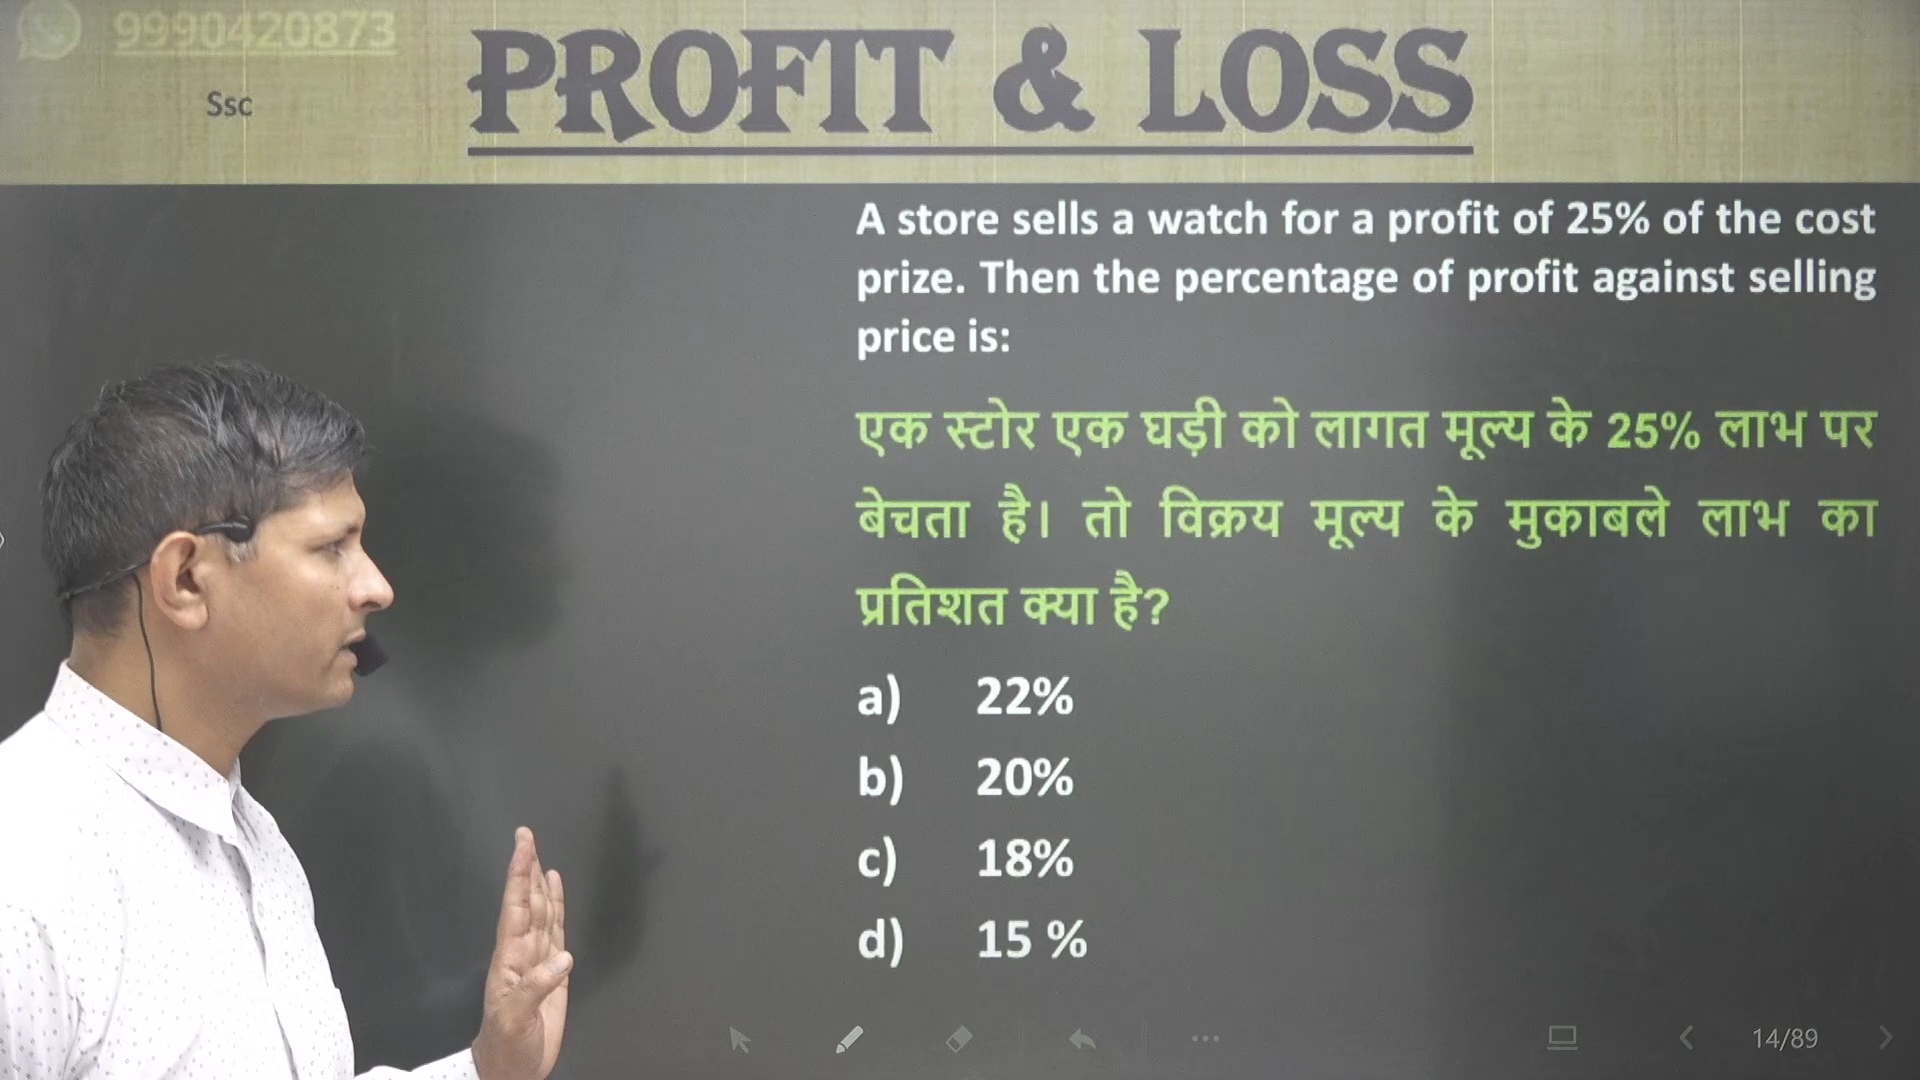 9990420873
Ssc
PROFIT & LOSS
A store sells a watch for a profit of 25% of the cost
prize. Then the percentage of profit against selling
price is:
एक स्टोर एक घड़ी को लागत मूल्य के 25% लाभ पर
बेचता है। तो विक्रय मूल्य के मुकाबले लाभ का
प्रतिशत क्या है?
a) 22%
b) 20%
c) 18%
d) 15 %
14/89